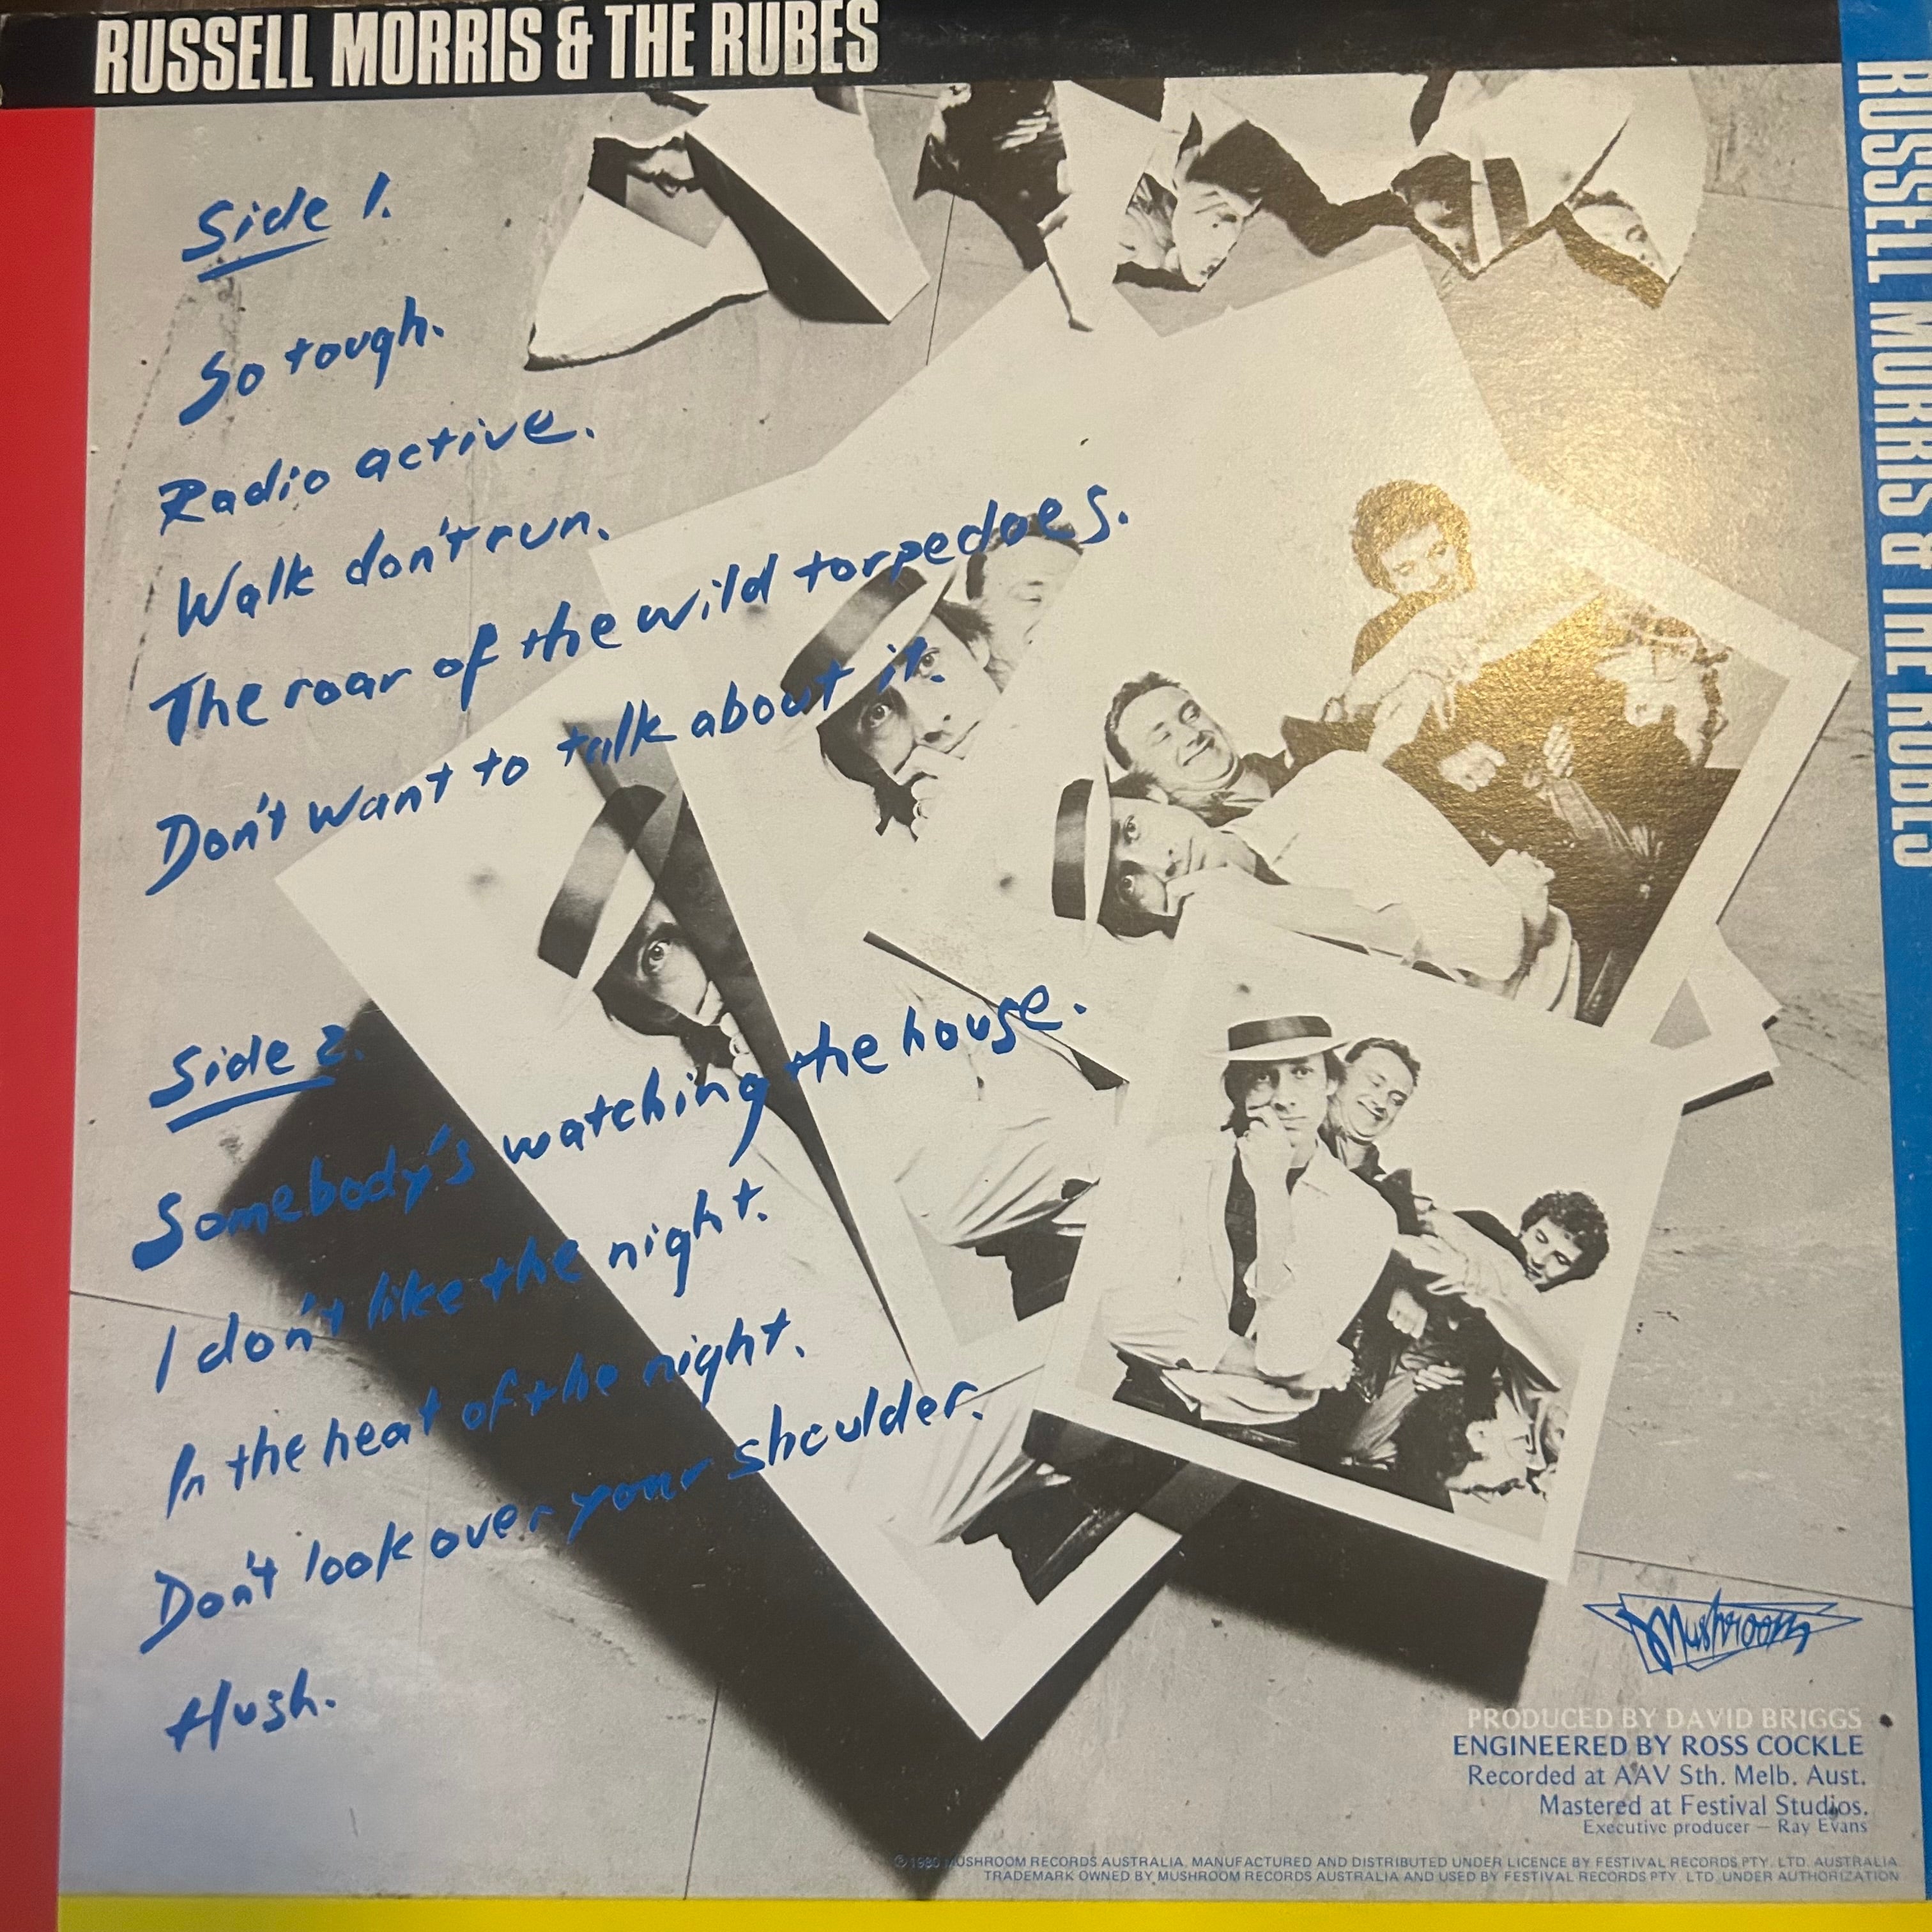 RUSSELL MORRIS & THE RUBES
RUSSELL MORRIS & THE RUBES
Side 1.
So tough.
Radio active.
Walk don't run.
The roar of the wild torpedoes.
Don't want to talk about it.
Side 2.
Somebody's watching the house.
I don't like the night.
In the heat of the night.
Don't look over your shoulder.
Hush.
Mushroom
PRODUCED BY DAVID BRIGGS
ENGINEERED BY ROSS COCKLE
Recorded at AAV Sth. Melb. Aust.
Mastered at Festival Studios.
Executive producer — Ray Evans
℗ 1980 MUSHROOM RECORDS AUSTRALIA. MANUFACTURED AND DISTRIBUTED UNDER LICENCE BY FESTIVAL RECORDS PTY. LTD. AUSTRALIA.
TRADEMARK OWNED BY MUSHROOM RECORDS AUSTRALIA AND USED BY FESTIVAL RECORDS PTY. LTD. UNDER AUTHORIZATION